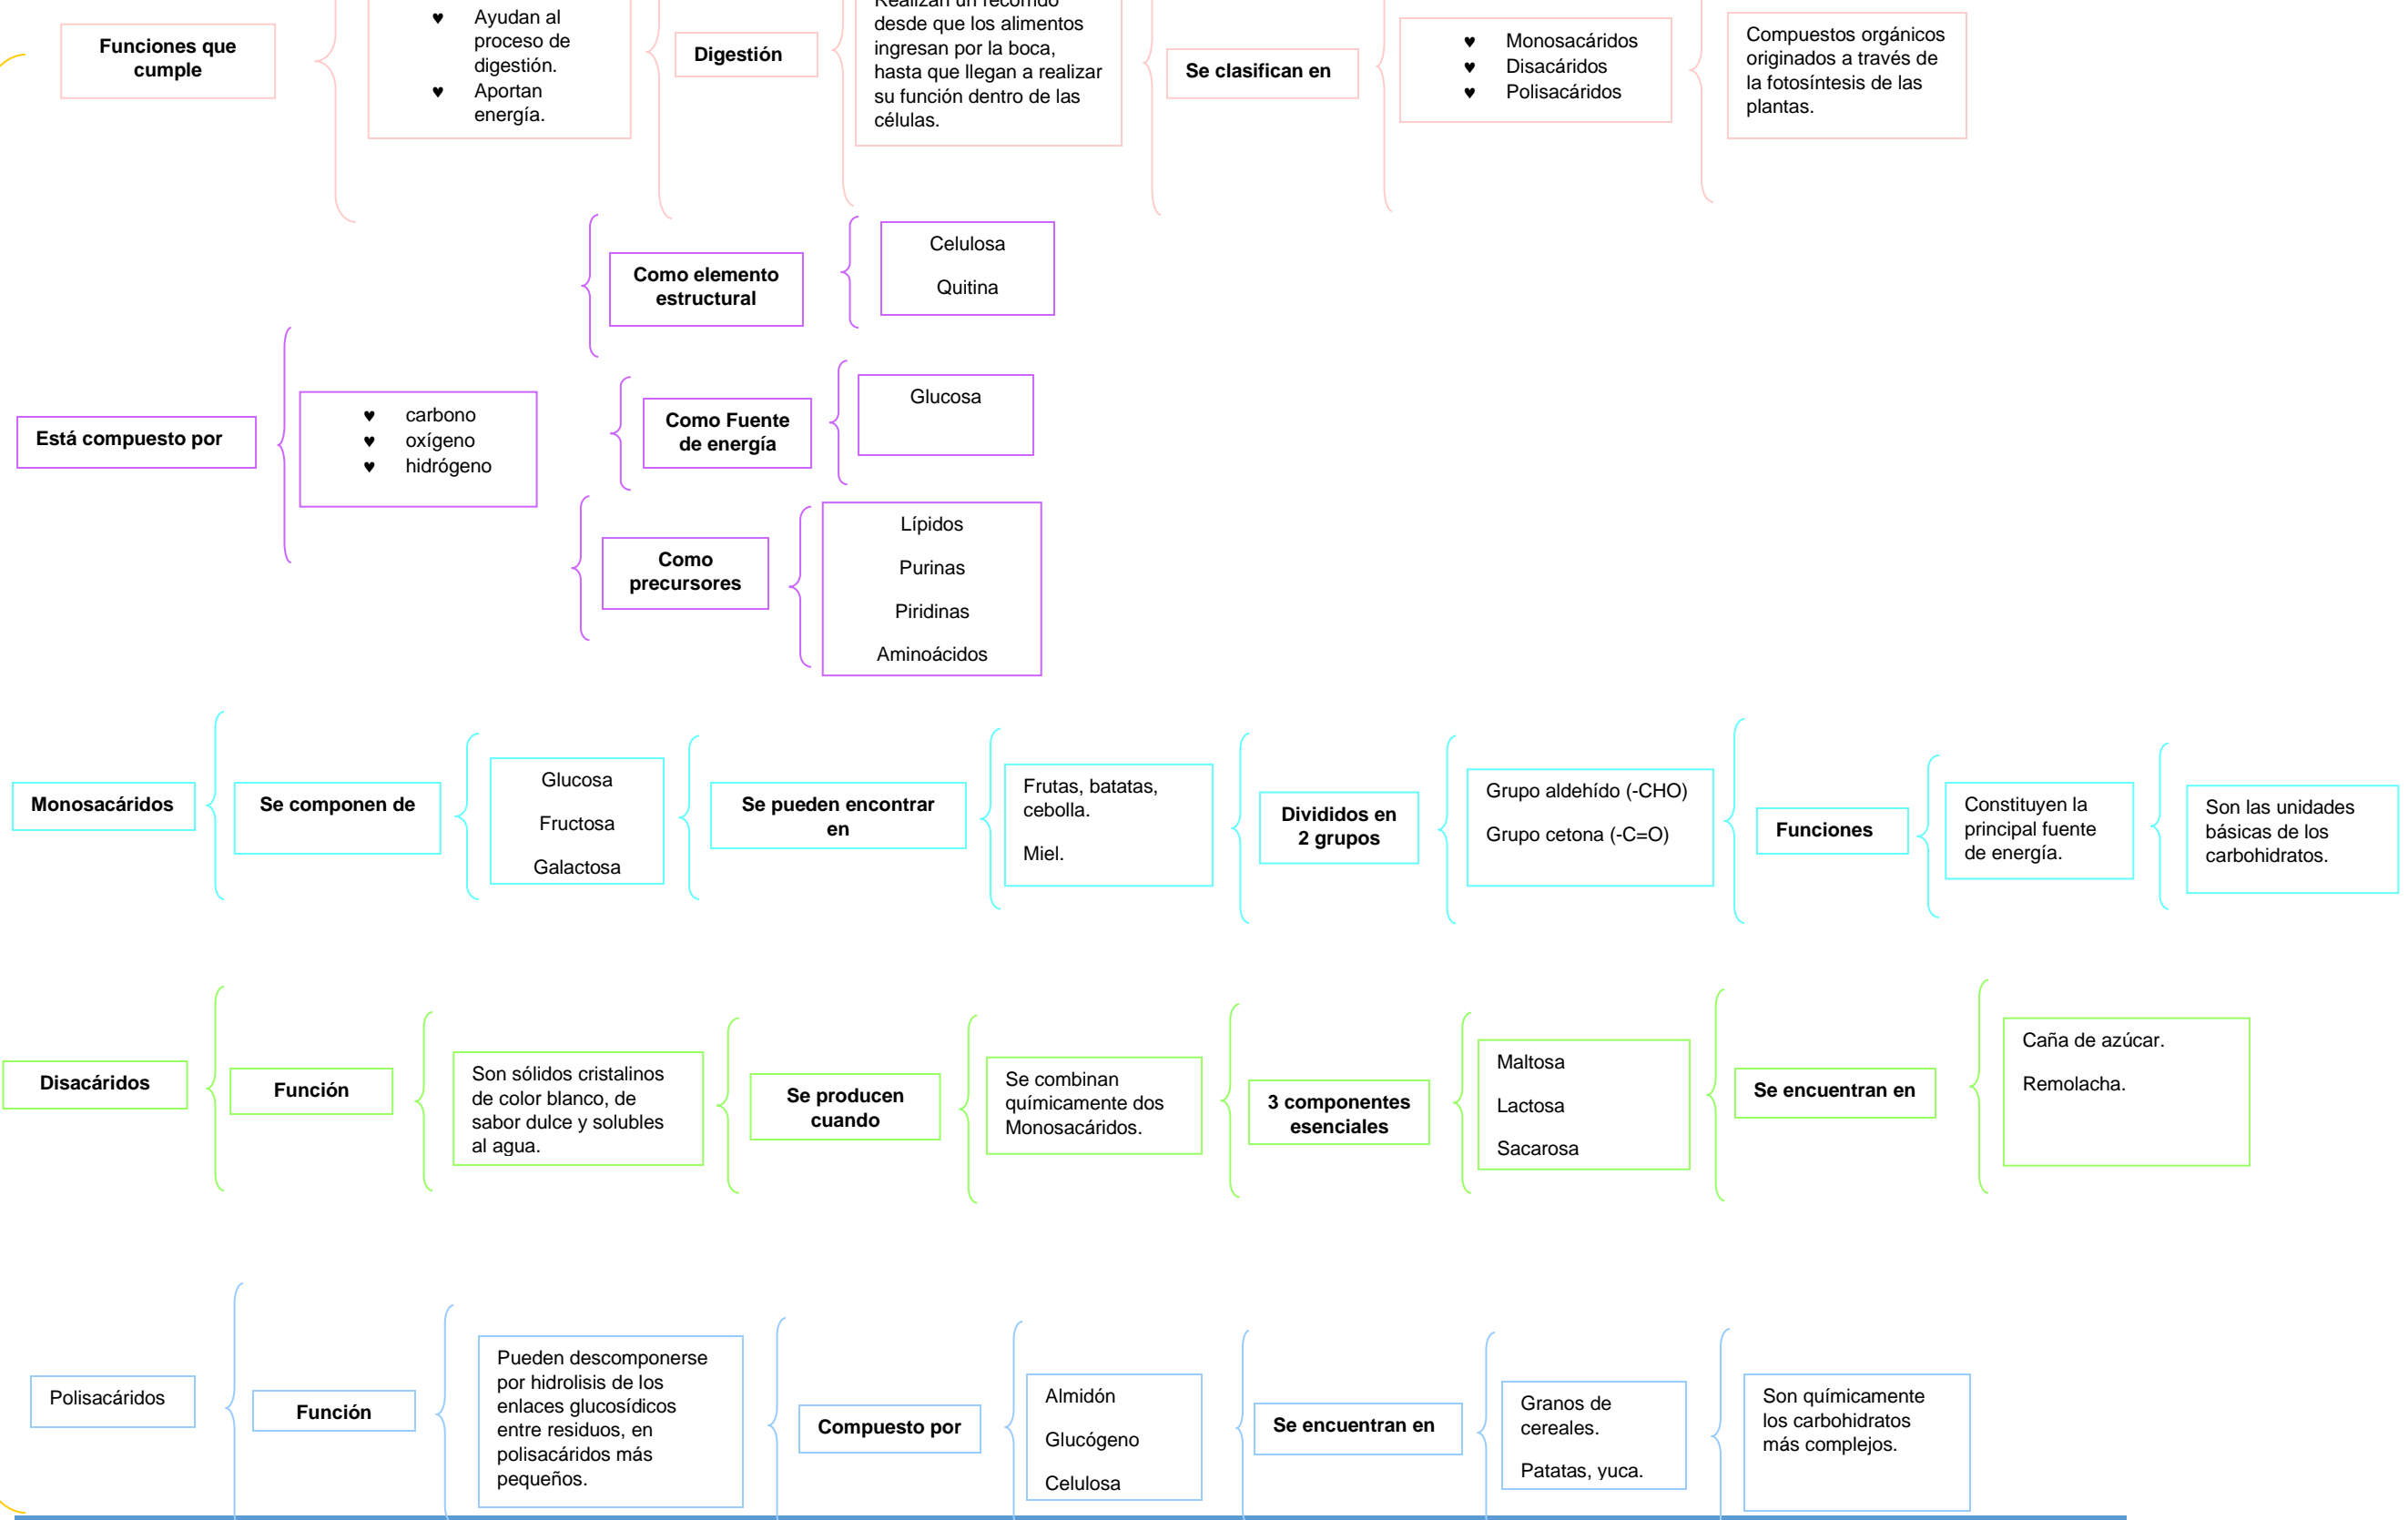 Funciones que
cumple
♥ Ayudan al
proceso de
digestión.
♥ Aportan
energía.
Digestión
Realizan un recorrido
desde que los alimentos
ingresan por la boca,
hasta que llegan a realizar
su función dentro de las
células.
Se clasifican en
♥ Monosacáridos
♥ Disacáridos
♥ Polisacáridos
Compuestos orgánicos
originados a través de
la fotosíntesis de las
plantas.
Está compuesto por
♥ carbono
♥ oxígeno
♥ hidrógeno
Como elemento
estructural
Celulosa
Quitina
Como Fuente
de energía
Glucosa
Como
precursores
Lípidos
Purinas
Piridinas
Aminoácidos
Monosacáridos
Se componen de
Glucosa
Fructosa
Galactosa
Se pueden encontrar
en
Frutas, batatas,
cebolla.
Miel.
Divididos en
2 grupos
Grupo aldehído (-CHO)
Grupo cetona (-C=O)
Funciones
Constituyen la
principal fuente
de energía.
Son las unidades
básicas de los
carbohidratos.
Disacáridos
Función
Son sólidos cristalinos
de color blanco, de
sabor dulce y solubles
al agua.
Se producen
cuando
Se combinan
químicamente dos
Monosacáridos.
3 componentes
esenciales
Maltosa
Lactosa
Sacarosa
Se encuentran en
Caña de azúcar.
Remolacha.
Polisacáridos
Función
Pueden descomponerse
por hidrolisis de los
enlaces glucosídicos
entre residuos, en
polisacáridos más
pequeños.
Compuesto por
Almidón
Glucógeno
Celulosa
Se encuentran en
Granos de
cereales.
Patatas, yuca.
Son químicamente
los carbohidratos
más complejos.